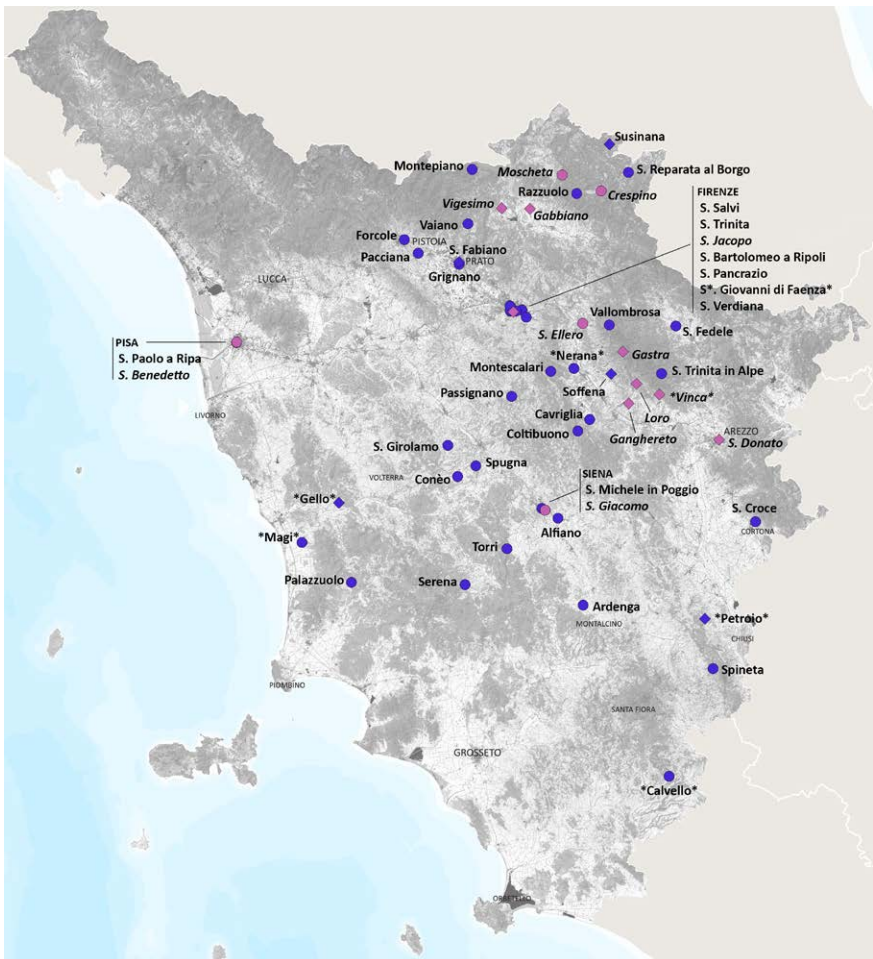 Susinana
Montepiano
Moscheta
S. Reparata al Borgo
Razzuolo
Crespino
FIRENZE
S. Salvi
S. Trinita
S. Jacopo
S. Bartolomeo a Ripoli
S. Pancrazio
S*. Giovanni di Faenza*
S. Verdiana
Vigesimo
Gabbiano
Vaiano
Forcole
PISTOIA
S. Fabiano
Pacciana
PRATO
Grignano
LUCCA
Vallombrosa
S. Ellero
S. Fedele
PISA
S. Paolo a Ripa
S. Benedetto
*Nerana*
Gastra
Montescalari
S. Trinita in Alpe
Soffena
Passignano
*Vinca*
LIVORNO
Cavriglia
Loro
Coltibuono
Ganghereto
AREZZO
S. Donato
S. Girolamo
Spugna
VOLTERRA
Conèo
SIENA
S. Michele in Poggio
S. Giacomo
*Gello*
S. Croce
Alfiano
CORTONA
*Magi*
Torri
Palazzuolo
Serena
Ardenga
MONTALCINO
*Petroio*
CHIUSI
Spineta
PIOMBINO
SANTA FIORA
GROSSETO
*Calvello*
ORBETELLO